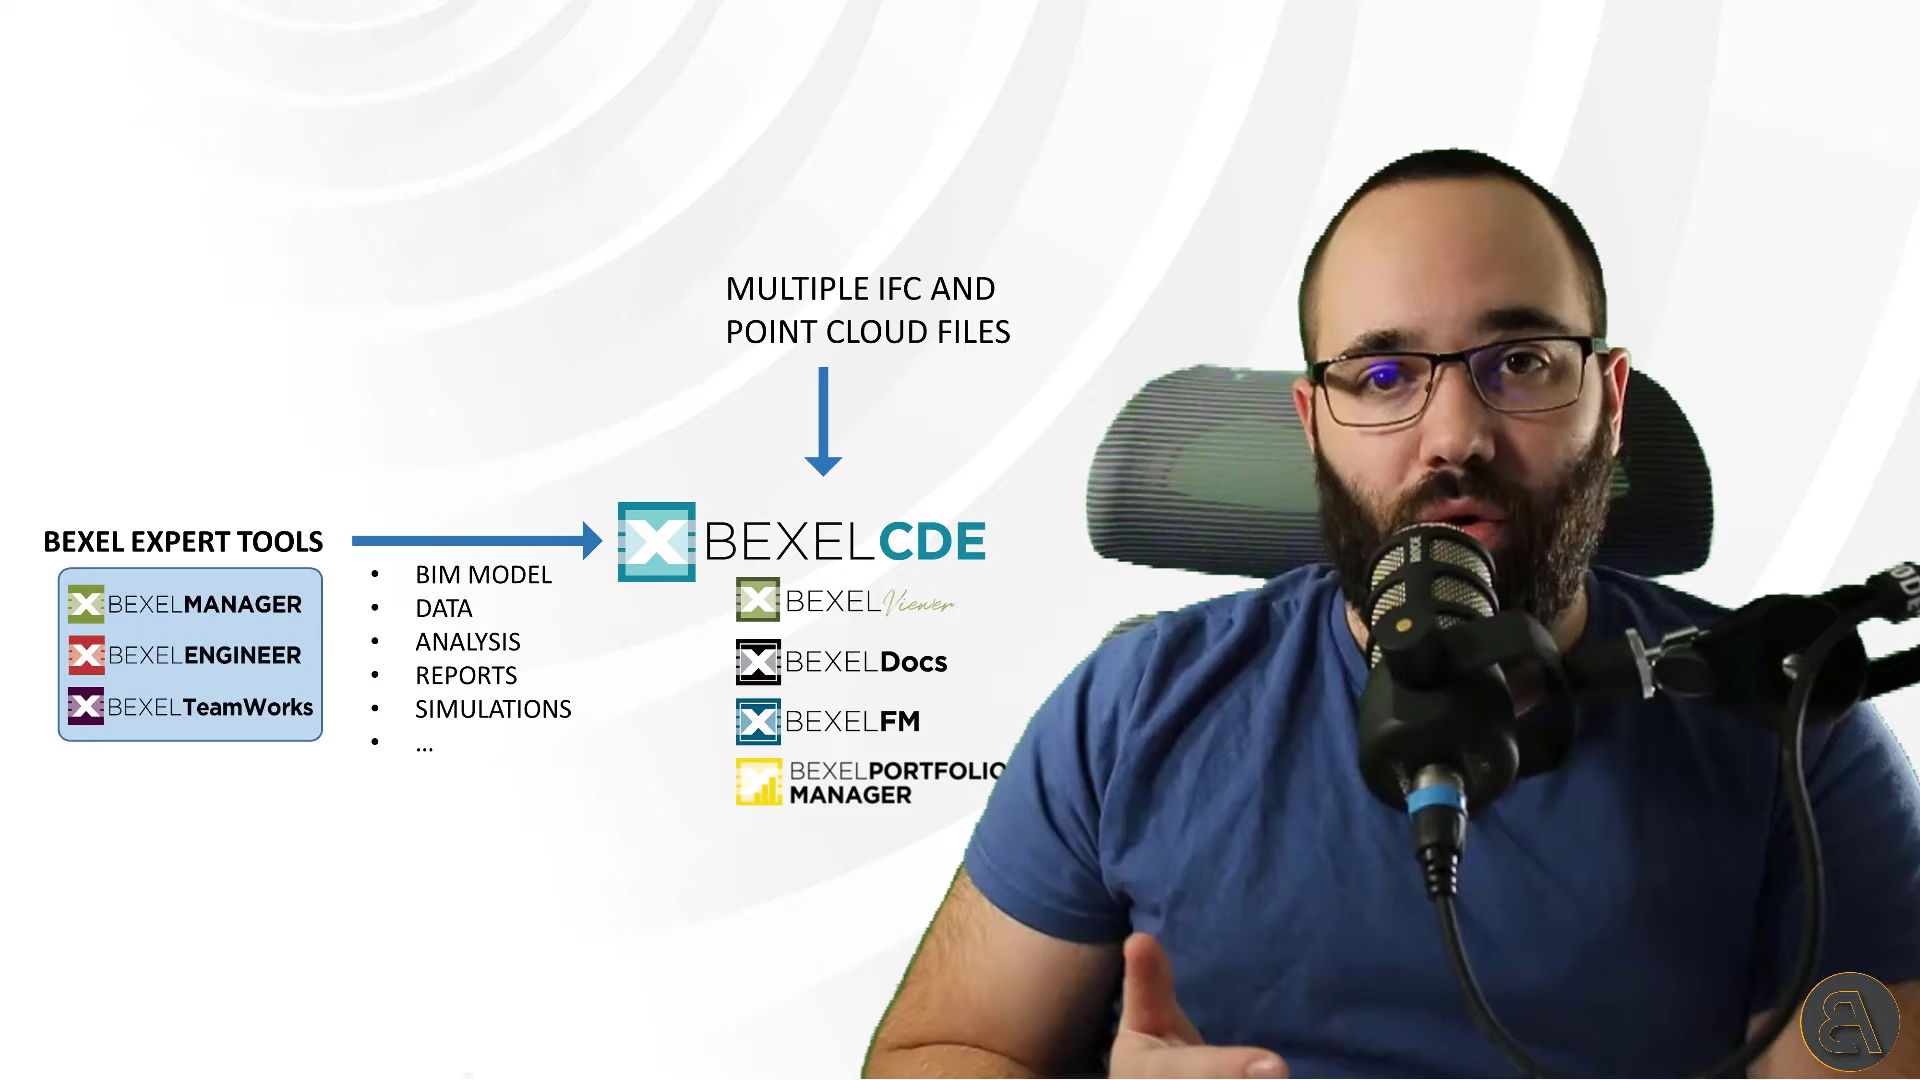 MULTIPLE IFC AND
POINT CLOUD FILES
BEXEL EXPERT TOOLS
BEXELMANAGER
BEXELENGINEER
BEXELTeamWorks
• BIM MODEL
• DATA
• ANALYSIS
• REPORTS
• SIMULATIONS
• ...
BEXELCDE
BEXELViewer
BEXELDocs
BEXELFM
BEXELPORTFOLIO
MANAGER
RØDE